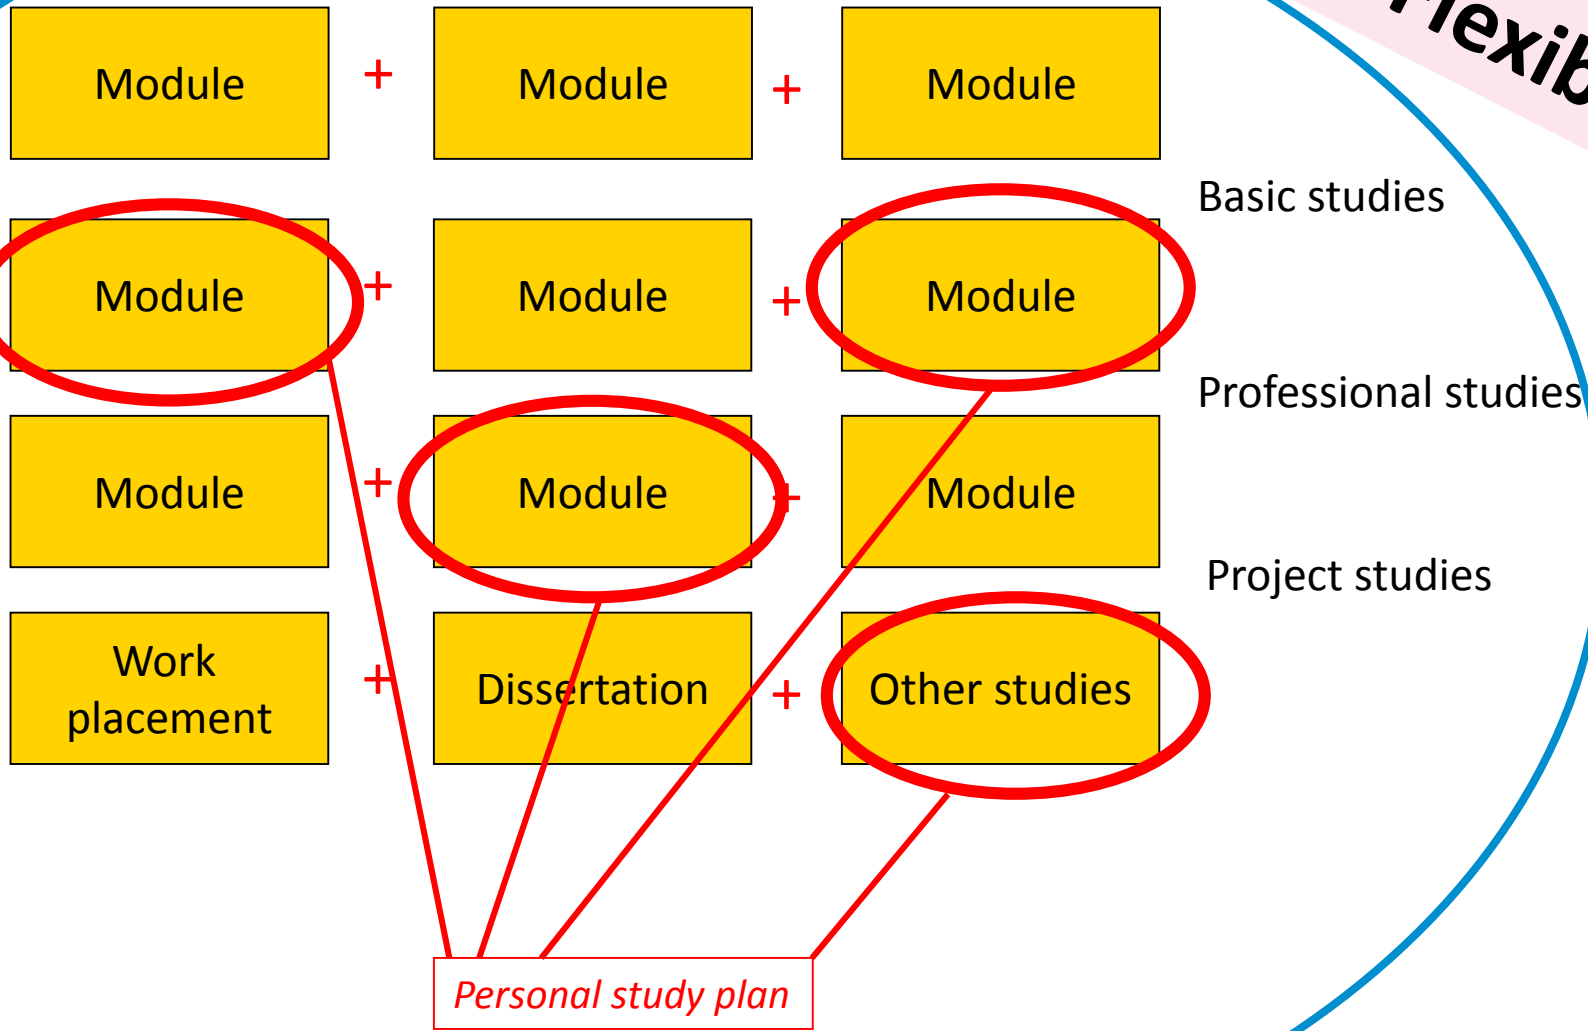 Module + Module + Module
Basic studies
Module + Module + Module
Professional studies
Module + Module + Module
Project studies
Work
placement + Dissertation + Other studies
Personal study plan